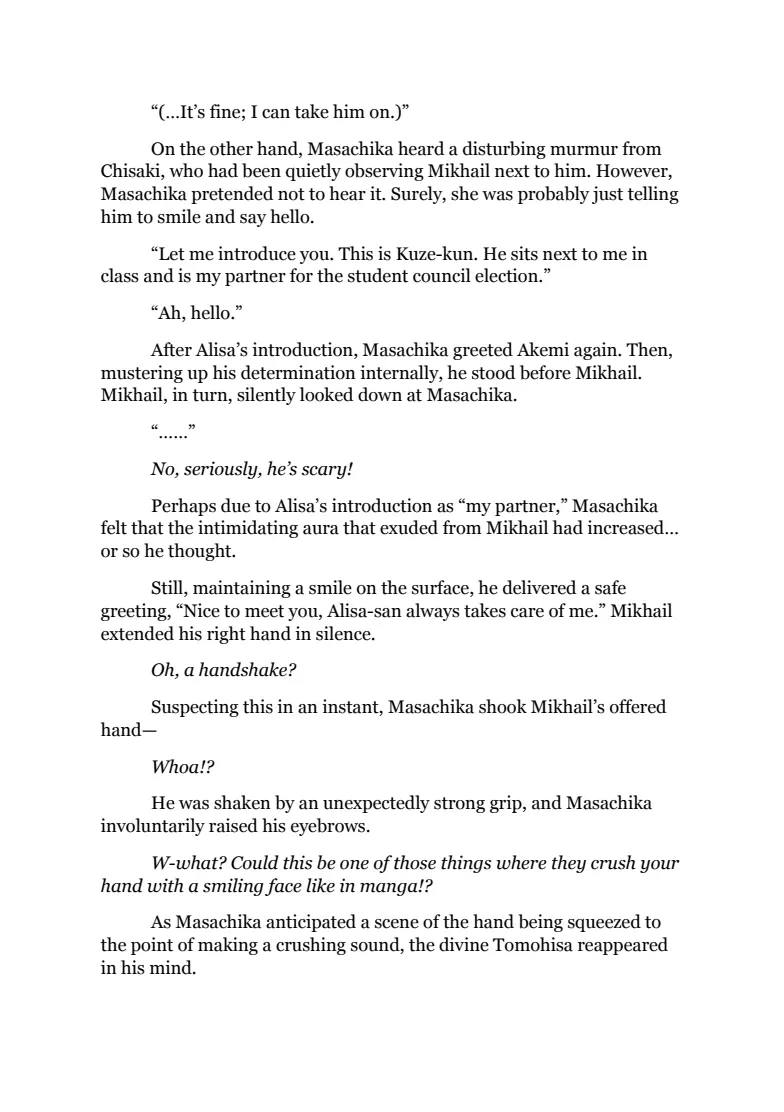 “(…It’s fine; I can take him on.)”
On the other hand, Masachika heard a disturbing murmur from
Chisaki, who had been quietly observing Mikhail next to him. However,
Masachika pretended not to hear it. Surely, she was probably just telling
him to smile and say hello.
“Let me introduce you. This is Kuze-kun. He sits next to me in
class and is my partner for the student council election.”
“Ah, hello.”
After Alisa’s introduction, Masachika greeted Akemi again. Then,
mustering up his determination internally, he stood before Mikhail.
Mikhail, in turn, silently looked down at Masachika.
“……”
No, seriously, he’s scary!
Perhaps due to Alisa’s introduction as “my partner,” Masachika
felt that the intimidating aura that exuded from Mikhail had increased…
or so he thought.
Still, maintaining a smile on the surface, he delivered a safe
greeting, “Nice to meet you, Alisa-san always takes care of me.” Mikhail
extended his right hand in silence.
Oh, a handshake?
Suspecting this in an instant, Masachika shook Mikhail’s offered
hand—
Whoa!?
He was shaken by an unexpectedly strong grip, and Masachika
involuntarily raised his eyebrows.
W-what? Could this be one of those things where they crush your
hand with a smiling face like in manga!?
As Masachika anticipated a scene of the hand being squeezed to
the point of making a crushing sound, the divine Tomohisa reappeared
in his mind.